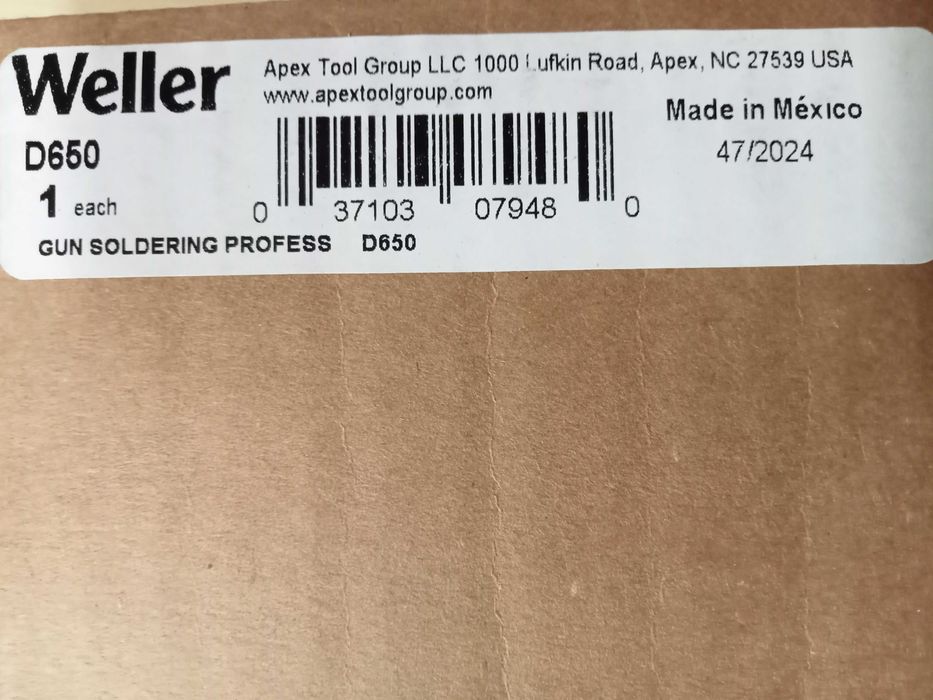 Weller
Apex Tool Group LLC 1000 Lufkin Road, Apex, NC 27539 USA
www.apextoolgroup.com
Made in México
47/2024
D650
1 each
0 37103 07948 0
GUN SOLDERING PROFESS D650